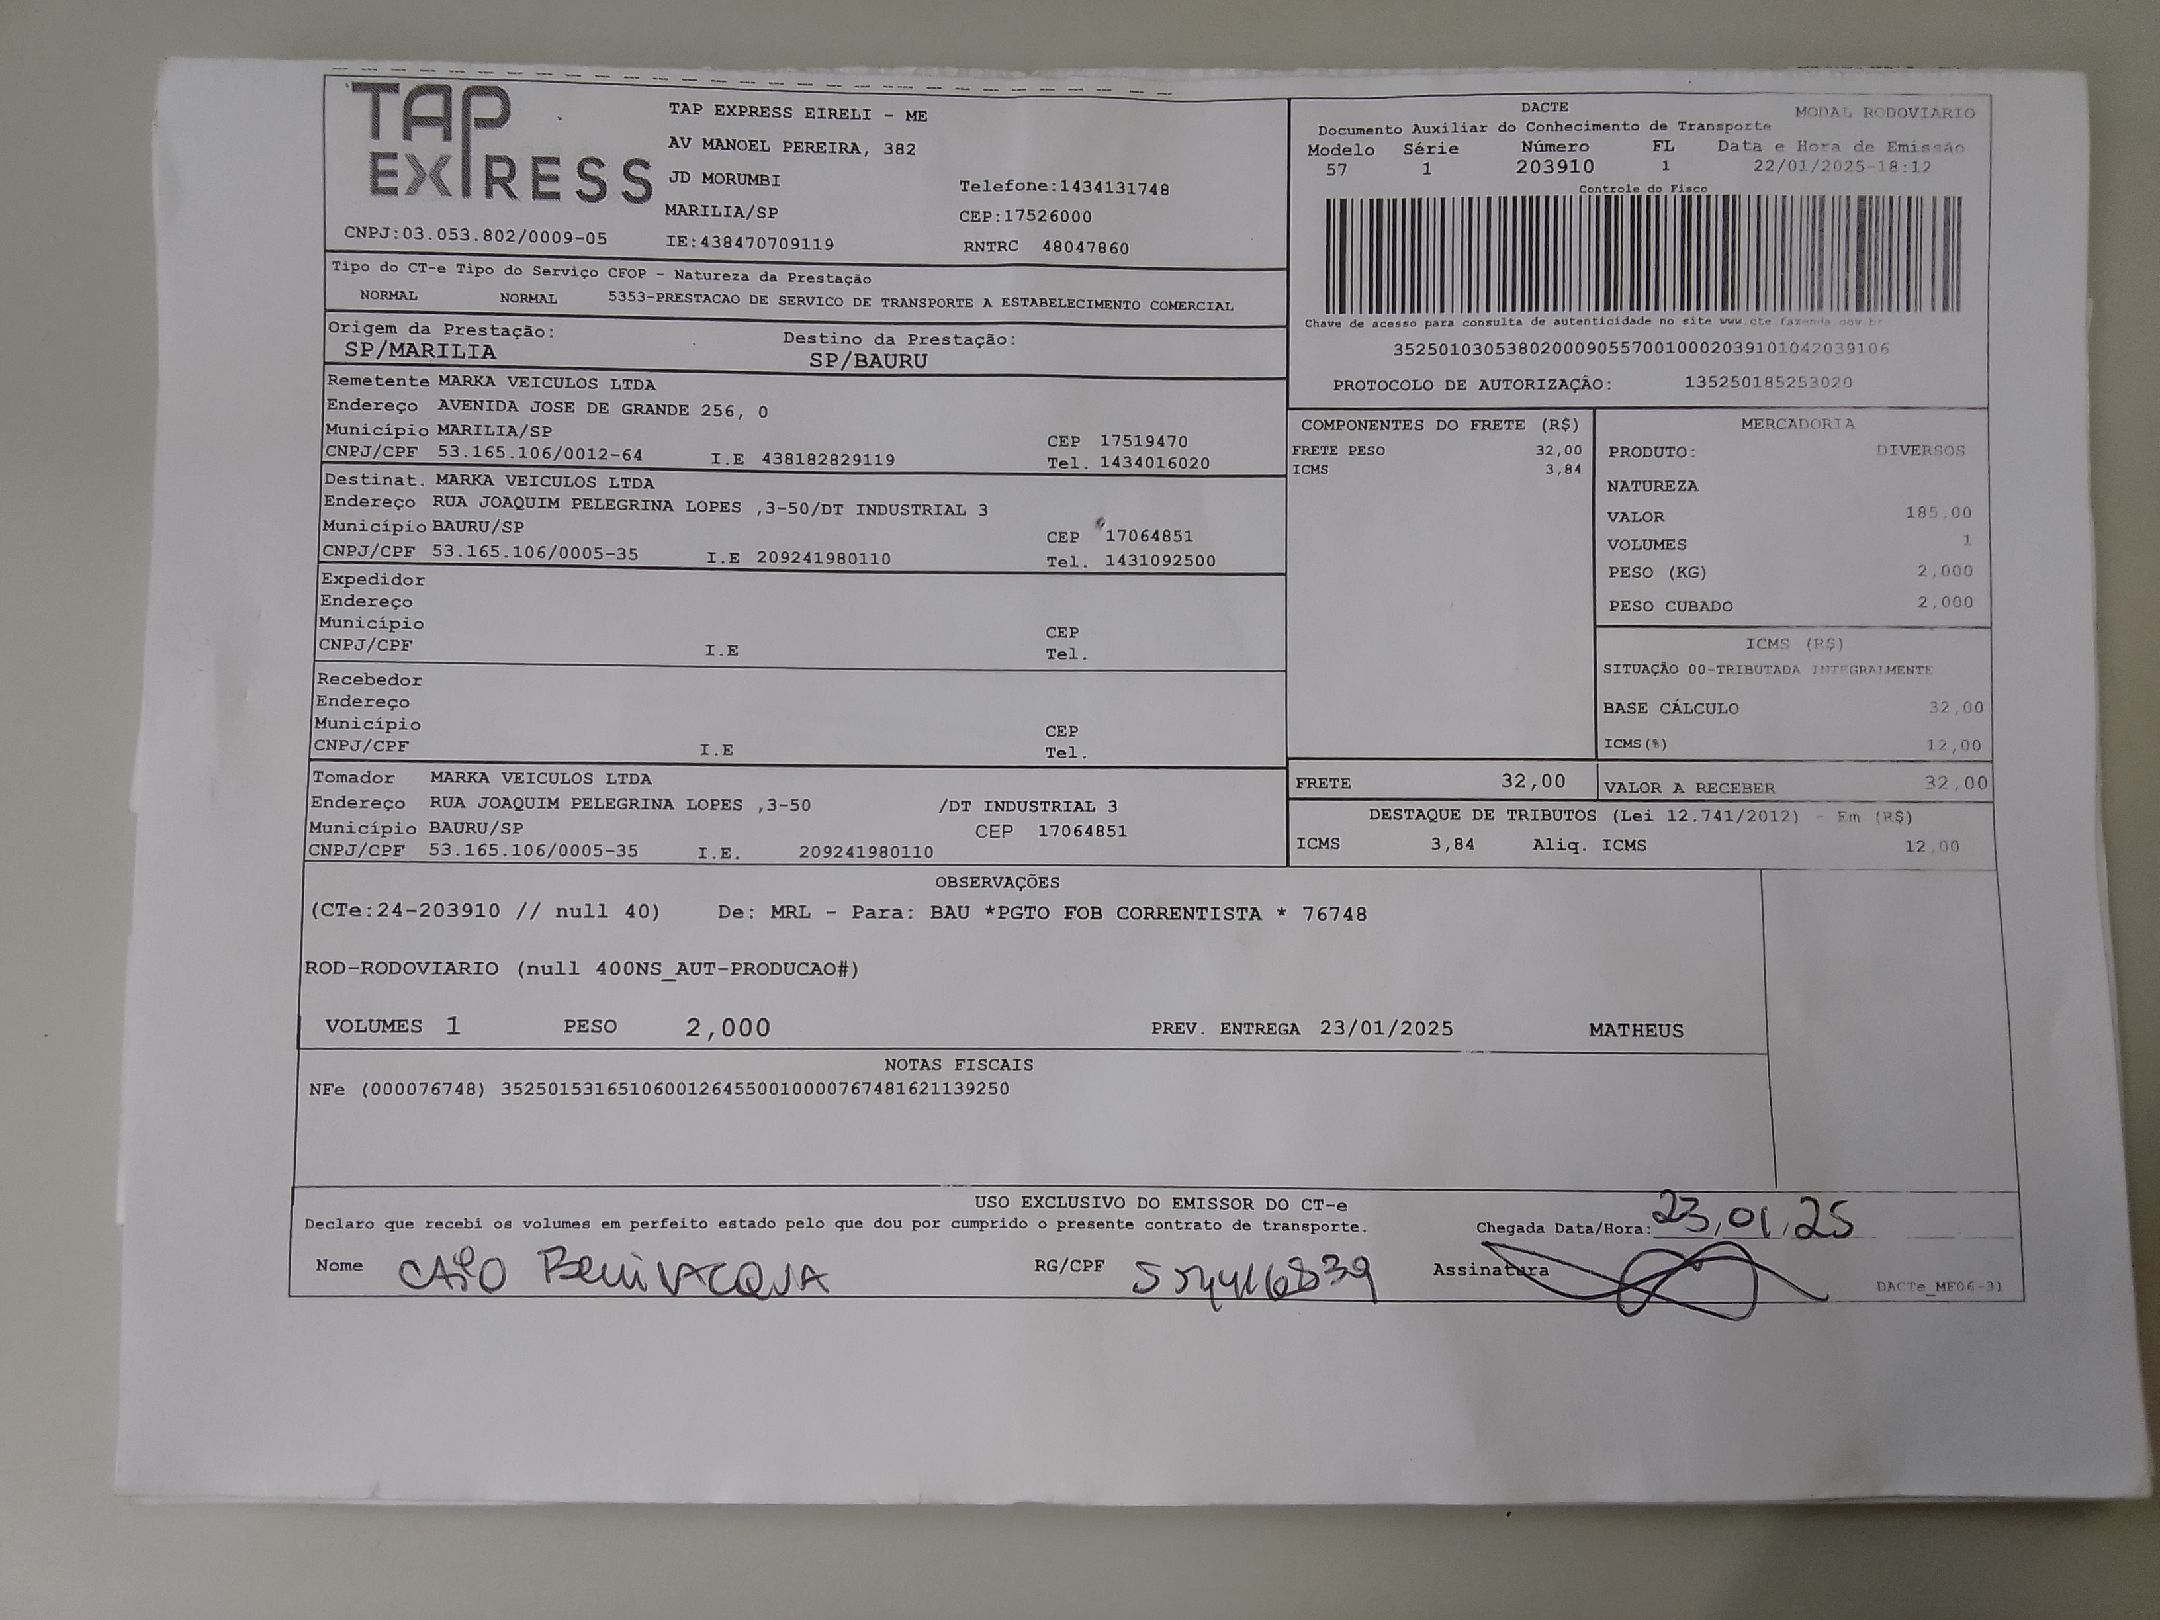 TAP EXPRESS
TAP EXPRESS EIRELI - ME
AV MANOEL PEREIRA, 382
JD MORUMBI Telefone:1434131748
MARILIA/SP CEP:17526000
CNPJ:03.053.802/0009-05 IE:438470709119 RNTRC 48047860
DACTE MODAL RODOVIARIO
Documento Auxiliar do Conhecimento de Transporte
Modelo Série Número FL Data e Hora de Emissão
57 1 203910 1 22/01/2025-18:12
Controle do Fisco
Chave de acesso para consulta de autenticidade no site www.cte.fazenda.gov.br
35250103053802000905570010002039101042039106
PROTOCOLO DE AUTORIZAÇÃO: 135250185253020
Tipo do CT-e Tipo do Serviço CFOP - Natureza da Prestação
NORMAL NORMAL 5353-PRESTACAO DE SERVICO DE TRANSPORTE A ESTABELECIMENTO COMERCIAL
Origem da Prestação: Destino da Prestação:
SP/MARILIA SP/BAURU
Remetente MARKA VEICULOS LTDA
Endereço AVENIDA JOSE DE GRANDE 256, 0
Município MARILIA/SP CEP 17519470
CNPJ/CPF 53.165.106/0012-64 I.E 438182829119 Tel. 1434016020
Destinat. MARKA VEICULOS LTDA
Endereço RUA JOAQUIM PELEGRINA LOPES ,3-50/DT INDUSTRIAL 3
Município BAURU/SP CEP 17064851
CNPJ/CPF 53.165.106/0005-35 I.E 209241980110 Tel. 1431092500
Expedidor
Endereço
Município CEP
CNPJ/CPF I.E Tel.
Recebedor
Endereço
Município CEP
CNPJ/CPF I.E Tel.
Tomador MARKA VEICULOS LTDA
Endereço RUA JOAQUIM PELEGRINA LOPES ,3-50 /DT INDUSTRIAL 3
Município BAURU/SP CEP 17064851
CNPJ/CPF 53.165.106/0005-35 I.E. 209241980110
COMPONENTES DO FRETE (R$)
FRETE PESO 32,00
ICMS 3,84
MERCADORIA
PRODUTO: DIVERSOS
NATUREZA
VALOR 185,00
VOLUMES 1
PESO (KG) 2,000
PESO CUBADO 2,000
ICMS (R$)
SITUAÇÃO 00-TRIBUTADA INTEGRALMENTE
BASE CÁLCULO 32,00
ICMS(%) 12,00
FRETE 32,00 VALOR A RECEBER 32,00
DESTAQUE DE TRIBUTOS (Lei 12.741/2012) - Em (R$)
ICMS 3,84 Aliq. ICMS 12,00
OBSERVAÇÕES
(CTe:24-203910 // null 40) De: MRL - Para: BAU *PGTO FOB CORRENTISTA * 76748
ROD-RODOVIARIO (null 400NS_AUT-PRODUCAO#)
VOLUMES 1 PESO 2,000 PREV. ENTREGA 23/01/2025 MATHEUS
NOTAS FISCAIS
NFe (000076748) 35250153165106001264550010000767481621139250
USO EXCLUSIVO DO EMISSOR DO CT-e
Declaro que recebi os volumes em perfeito estado pelo que dou por cumprido o presente contrato de transporte. Chegada Data/Hora: 23,01,25
Nome CAIO RG/CPF Assinatura
DACTe_MF06-31